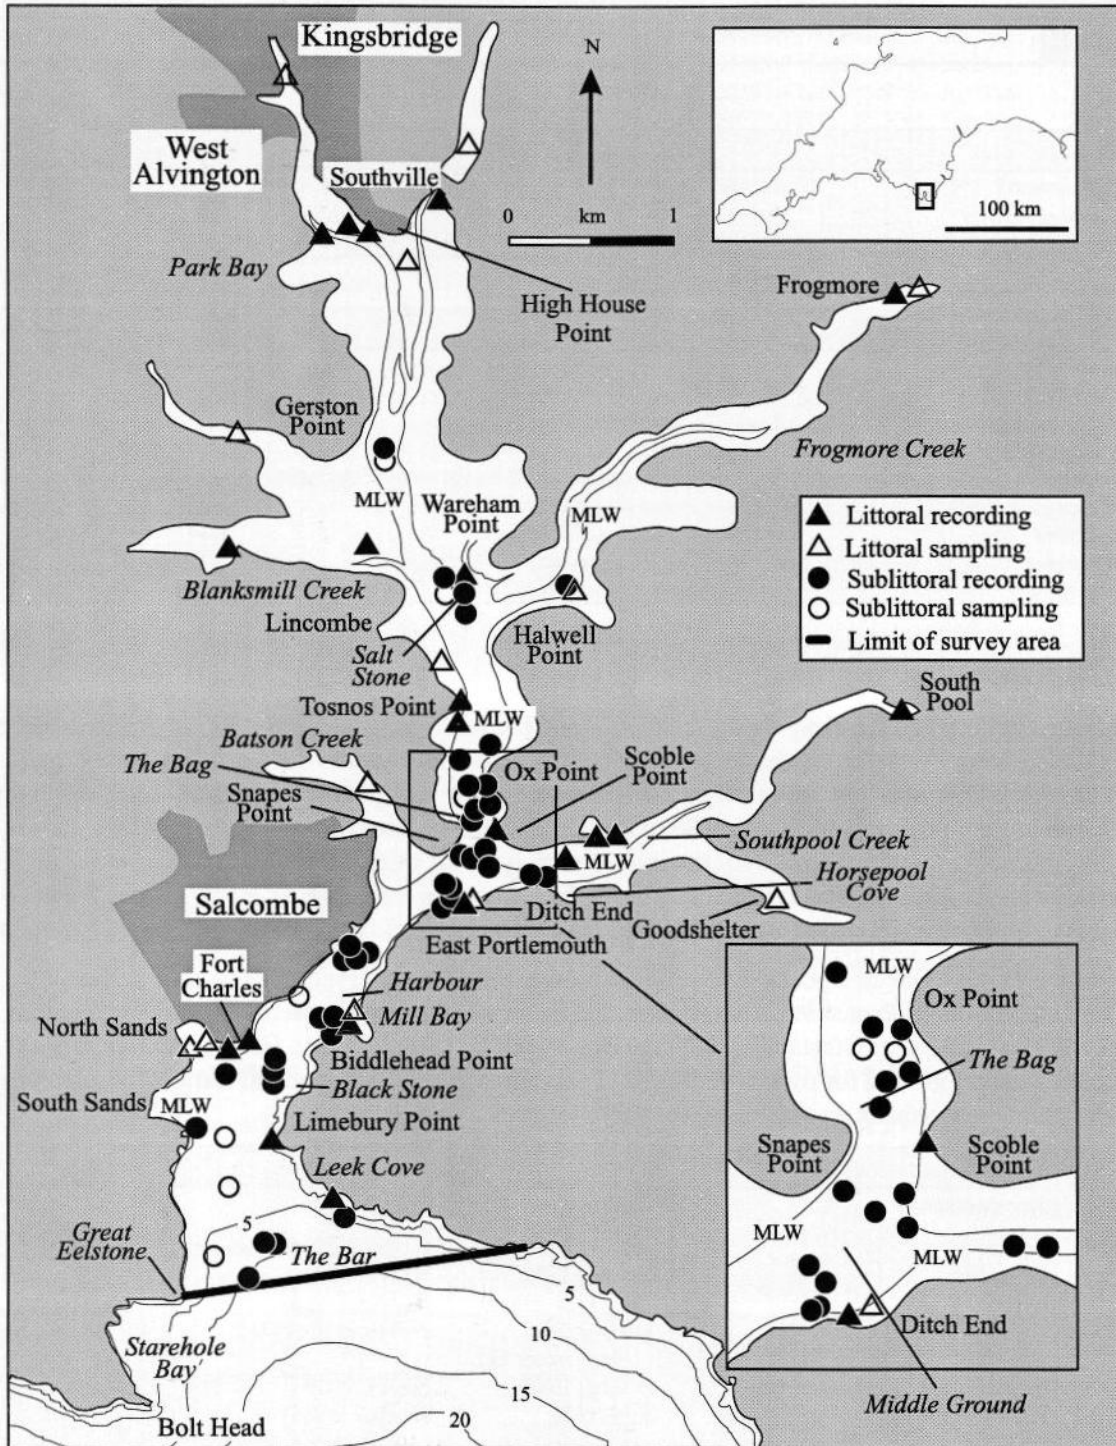 Kingsbridge
N
West
Alvington
Southville
0 km 1
100 km
Park Bay
High House
Point
Frogmore
Gerston
Point
Frogmore Creek
MLW
Wareham
Point
MLW
Littoral recording
Littoral sampling
Sublittoral recording
Sublittoral sampling
Limit of survey area
Blanksmill Creek
Lincombe
Halwell
Point
Salt
Stone
South
Pool
Tosnos Point
MLW
Batson Creek
The Bag
Ox Point
Scoble
Point
Snapes
Point
Southpool Creek
MLW
Horsepool
Cove
Salcombe
Ditch End
Goodshelter
East Portlemouth
Fort
Charles
Harbour
North Sands
Mill Bay
Biddlehead Point
Black Stone
South Sands
MLW
Limebury Point
Leek Cove
Great
Eelstone
5
The Bar
5
10
Starehole
Bay
15
Bolt Head
20
MLW
Ox Point
The Bag
Snapes
Point
Scoble
Point
MLW
MLW
Ditch End
Middle Ground